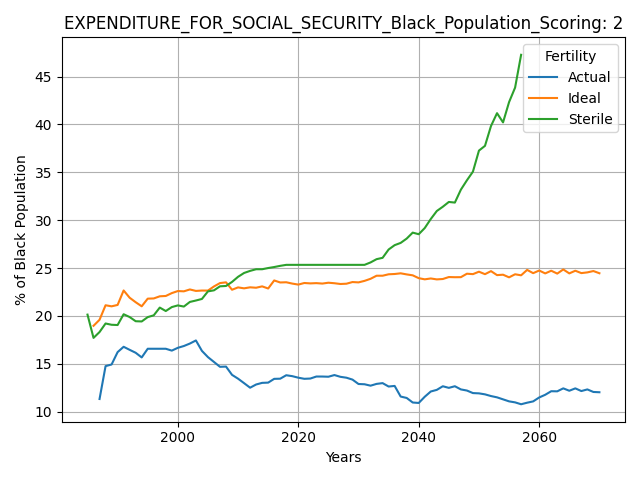 EXPENDITURE_FOR_SOCIAL_SECURITY_Black_Population_Scoring: 2
Fertility
Actual
Ideal
Sterile
% of Black Population
45
40
35
30
25
20
15
10
2000
2020
2040
2060
Years